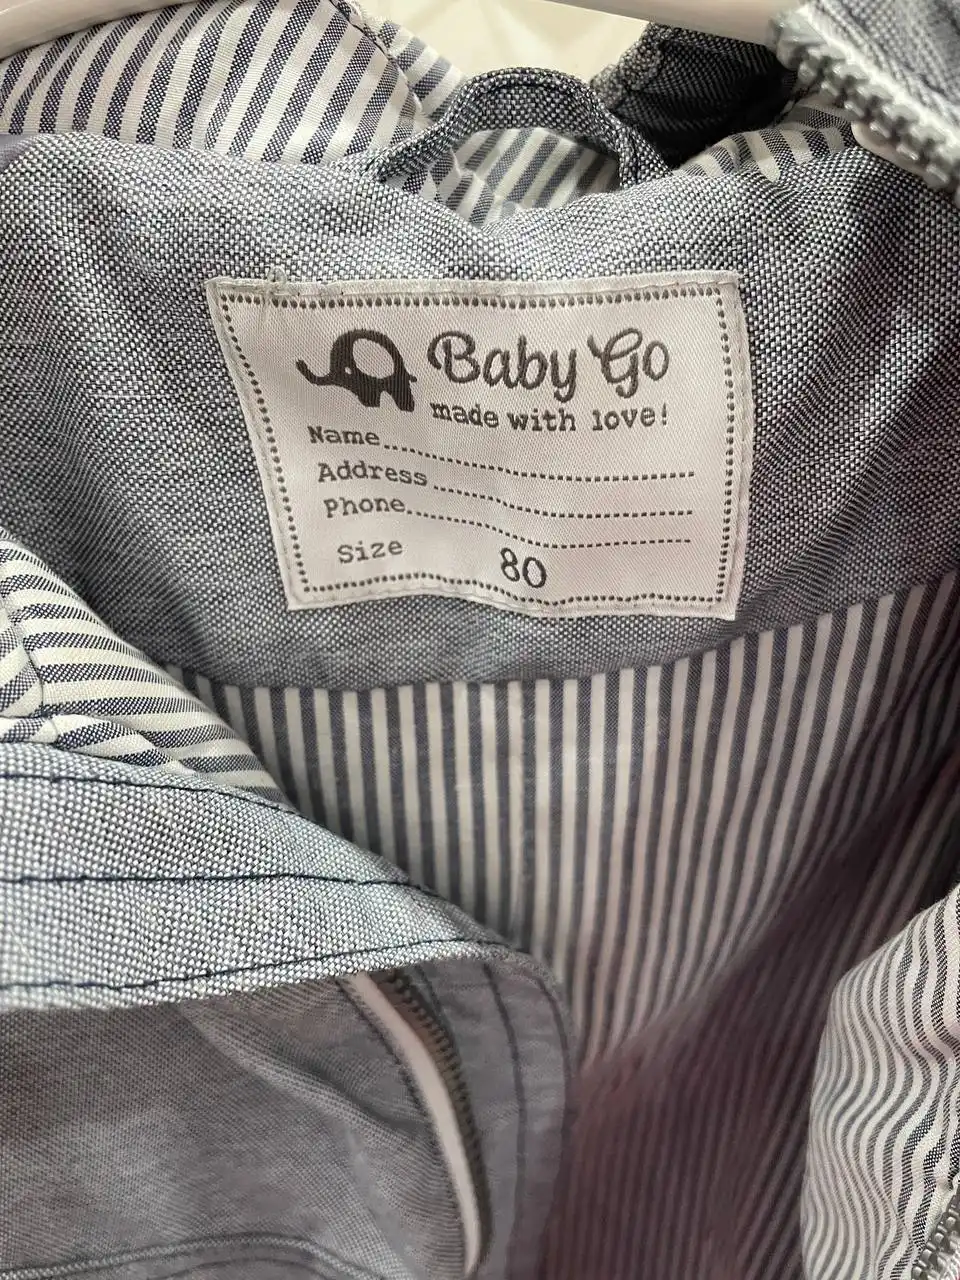 Baby Go
made with love!
Name
Address
Phone
Size 80